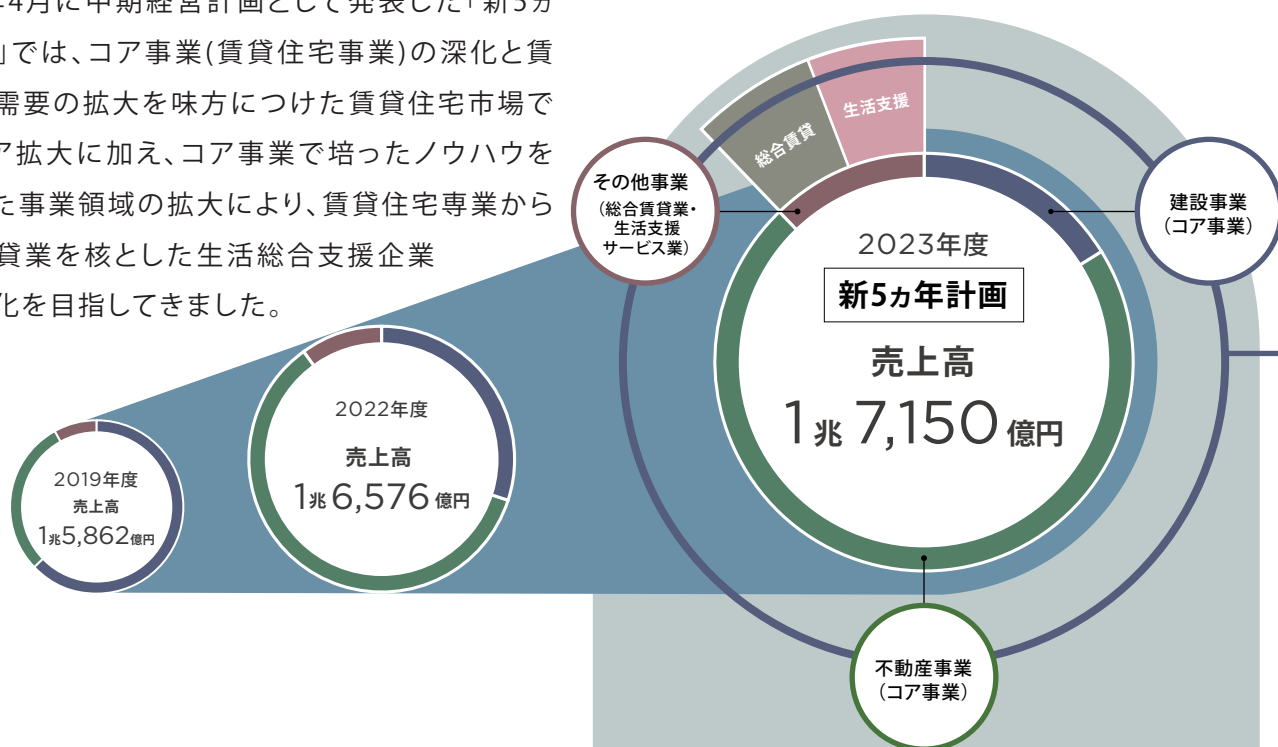 年4月に中期経営計画として発表した「新5ヵ
」では、コア事業(賃貸住宅事業)の深化と賃
需要の拡大を味方につけた賃貸住宅市場で
ア拡大に加え、コア事業で培ったノウハウを
た事業領域の拡大により、賃貸住宅専業から
貸業を核とした生活総合支援企業
化を目指してきました。
総合賃貸
生活支援
その他事業
(総合賃貸業・
生活支援
サービス業)
建設事業
(コア事業)
2023年度
新5ヵ年計画
売上高
1兆 7,150億円
2022年度
売上高
1兆6,576億円
2019年度
売上高
1兆5,862億円
不動産事業
(コア事業)